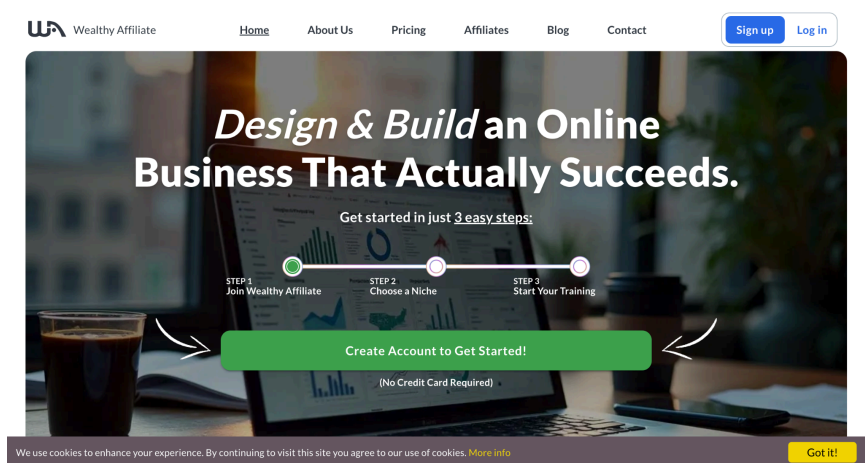 Wealthy Affiliate
Home
About Us
Pricing
Affiliates
Blog
Contact
Sign up
Log in
Design & Build an Online
Business That Actually Succeeds.
Get started in just 3 easy steps:
STEP 1
Join Wealthy Affiliate
STEP 2
Choose a Niche
STEP 3
Start Your Training
Create Account to Get Started!
(No Credit Card Required)
We use cookies to enhance your experience. By continuing to visit this site you agree to our use of cookies. More info
Got it!